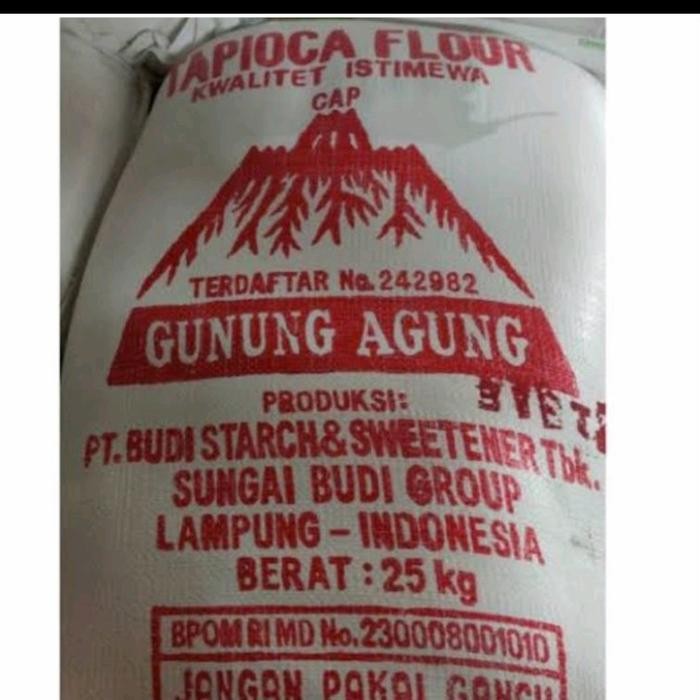 TAPIOCA FLOUR
KWALITET ISTIMEWA
CAP
TERDAFTAR No. 242982
GUNUNG AGUNG
PRODUKSI:
PT. BUDI STARCH & SWEETENER Tbk.
SUNGAI BUDI GROUP
LAMPUNG - INDONESIA
BERAT : 25 kg
BPOM RI MD No. 230008001010
JANGAN PAKAI GANC